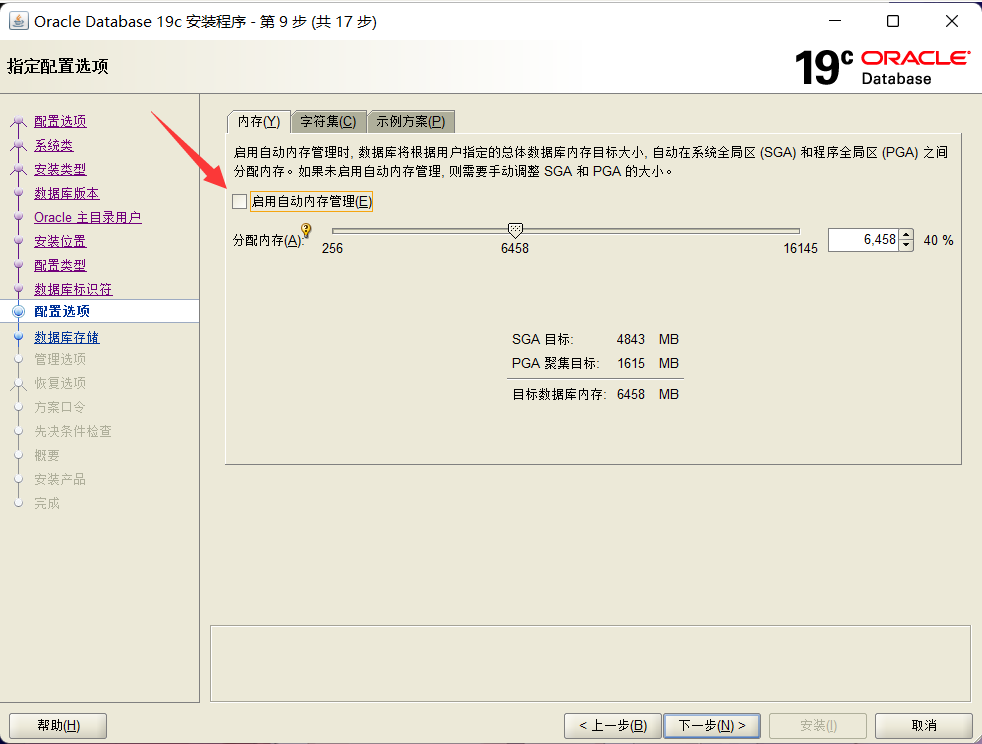 Oracle Database 19c 安装程序 - 第 9 步 (共 17 步)
指定配置选项
19c ORACLE
Database
配置选项
系统类
安装类型
数据库版本
Oracle 主目录用户
安装位置
配置类型
数据库标识符
配置选项
数据库存储
管理选项
恢复选项
方案口令
先决条件检查
概要
安装产品
完成
内存(Y) 字符集(C) 示例方案(P)
启用自动内存管理时, 数据库将根据用户指定的总体数据库内存目标大小, 自动在系统全局区 (SGA) 和程序全局区 (PGA) 之间
分配内存。如果未启用自动内存管理, 则需要手动调整 SGA 和 PGA 的大小。
启用自动内存管理(E)
分配内存(A): 6,458 40 %
256 6458 16145
SGA 目标: 4843 MB
PGA 聚集目标: 1615 MB
目标数据库内存: 6458 MB
帮助(H) < 上一步(B) 下一步(N) > 安装(I) 取消